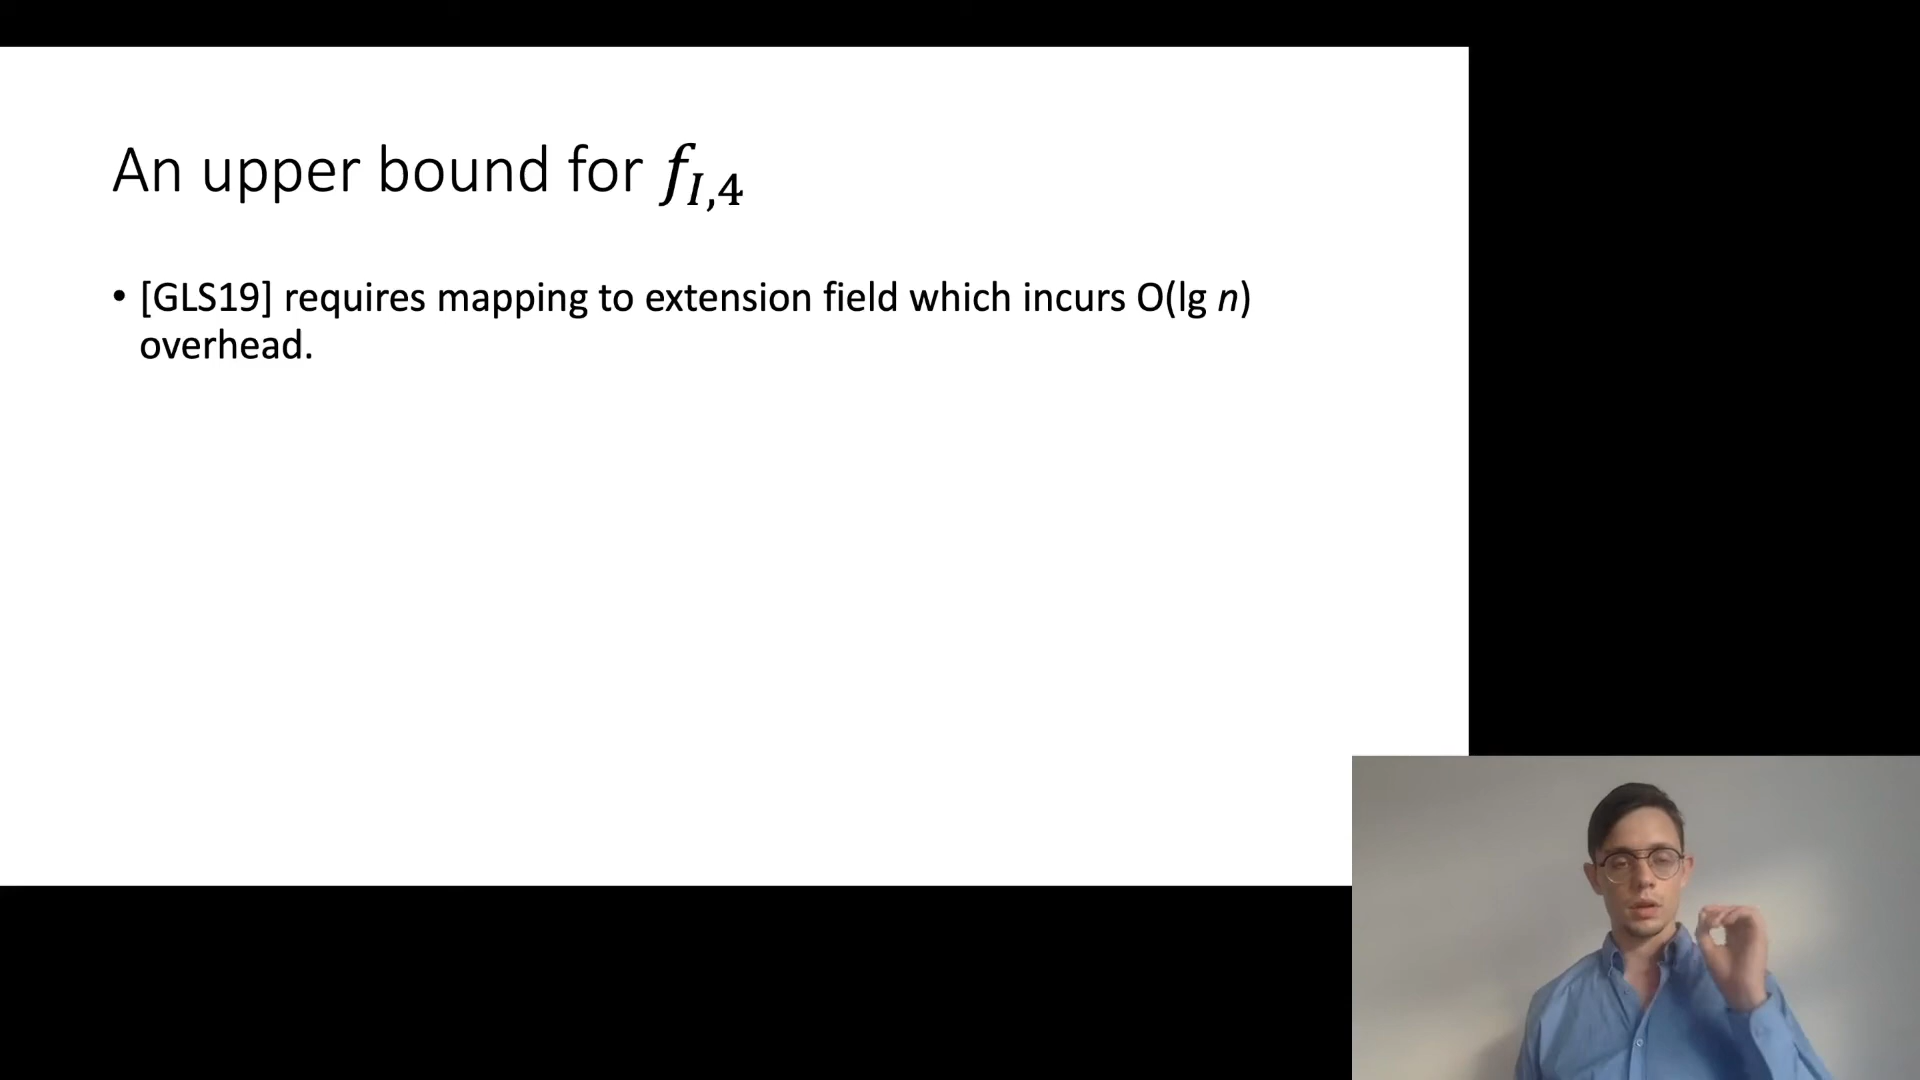 An upper bound for f_{I,4}
• [GLS19] requires mapping to extension field which incurs O(lg n)
overhead.